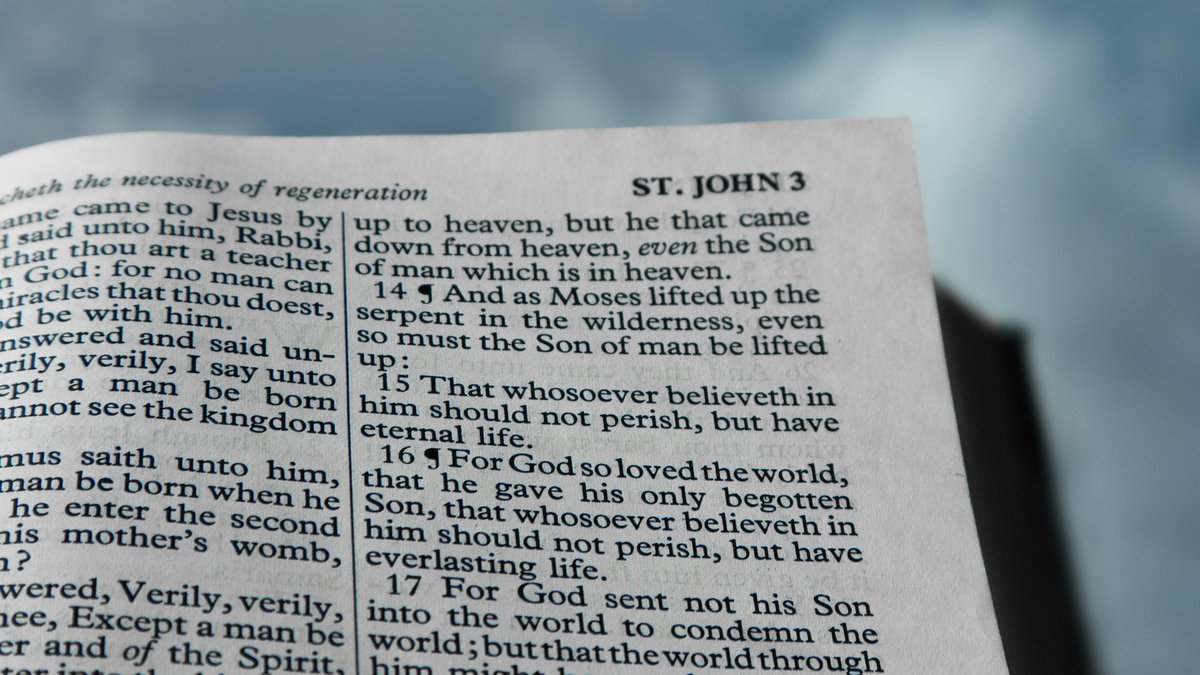 cheth the necessity of regeneration
ST. JOHN 3
ame came to Jesus by
said unto him, Rabbi,
that thou art a teacher
God: for no man can
miracles that thou doest,
be with him.
nswered and said un-
erily, verily, I say unto
ept a man be born
annot see the kingdom
mus saith unto him,
man be born when he
he enter the second
his mother's womb,
?
wered, Verily, verily,
hee, Except a man be
er and of the Spirit,
up to heaven, but he that came
down from heaven, even the Son
of man which is in heaven.
14 ¶ And as Moses lifted up the
serpent in the wilderness, even
so must the Son of man be lifted
up:
15 That whosoever believeth in
him should not perish, but have
eternal life.
16 ¶ For God so loved the world,
that he gave his only begotten
Son, that whosoever believeth in
him should not perish, but have
everlasting life.
17 For God sent not his Son
into the world to condemn the
world; but that the world through
him might